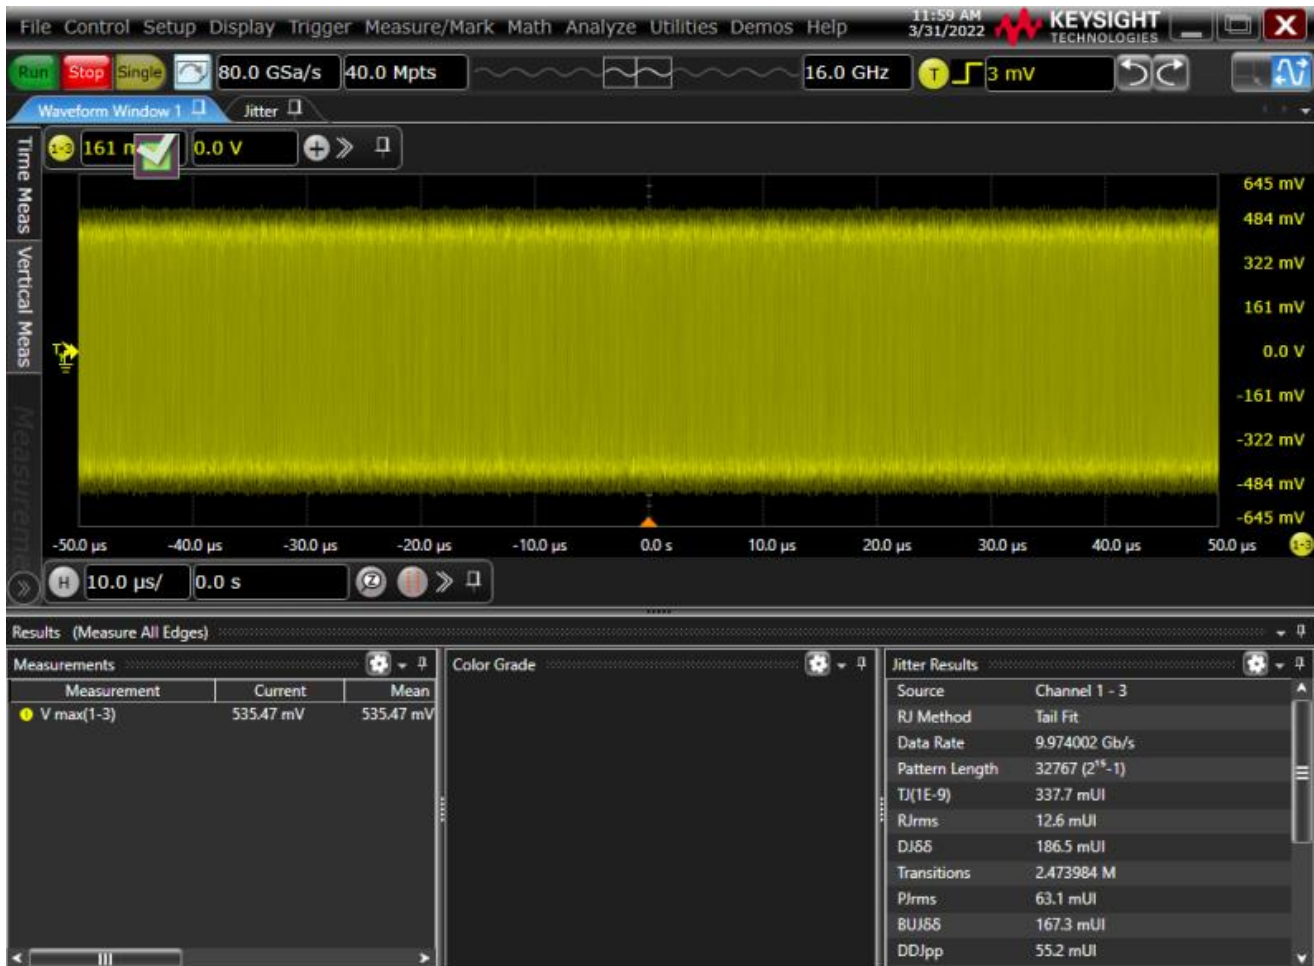 File Control Setup Display Trigger Measure/Mark Math Analyze Utilities Demos Help
11:59 AM
3/31/2022
KEYSIGHT
TECHNOLOGIES
Run Stop Single 80.0 GSa/s 40.0 Mpts 16.0 GHz T 3 mV
Waveform Window 1 Jitter
Time Meas
Vertical Meas
1-3 161 0.0 V
645 mV
484 mV
322 mV
161 mV
0.0 V
-161 mV
-322 mV
-484 mV
-645 mV
T
-50.0 µs -40.0 µs -30.0 µs -20.0 µs -10.0 µs 0.0 s 10.0 µs 20.0 µs 30.0 µs 40.0 µs 50.0 µs 1-3
H 10.0 µs/ 0.0 s Z
Results (Measure All Edges)
Measurements
Measurement Current Mean
V max(1-3) 535.47 mV 535.47 mV
Color Grade
Jitter Results
Source Channel 1 - 3
RJ Method Tail Fit
Data Rate 9.974002 Gb/s
Pattern Length 32767 (2¹⁵-1)
TJ(1E-9) 337.7 mUI
RJrms 12.6 mUI
DJδδ 186.5 mUI
Transitions 2.473984 M
PJrms 63.1 mUI
BUJδδ 167.3 mUI
DDJpp 55.2 mUI